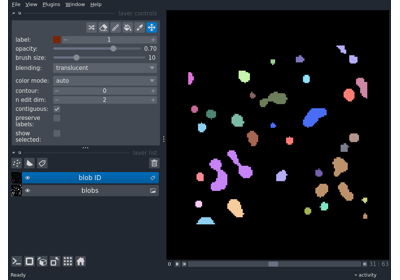 File View Plugins Window Help
layer controls
label: 1
opacity: 0.70
brush size: 10
blending: translucent
color mode: auto
contour: 0
n edit dim: 2
contiguous:
preserve
labels:
show
selected:
layer list
blob ID
blobs
Ready
31 63
activity